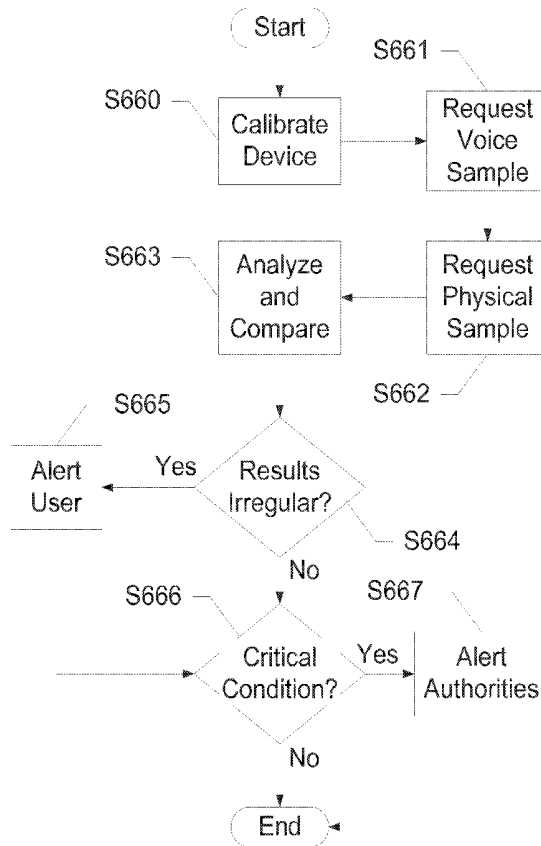 Start
S660
S661
Calibrate
Device
Request
Voice
Sample
S663
Analyze
and
Compare
Request
Physical
Sample
S662
S665
Alert
User
Yes
Results
Irregular?
S664
No
S666
S667
Critical
Condition?
Yes
Alert
Authorities
No
End